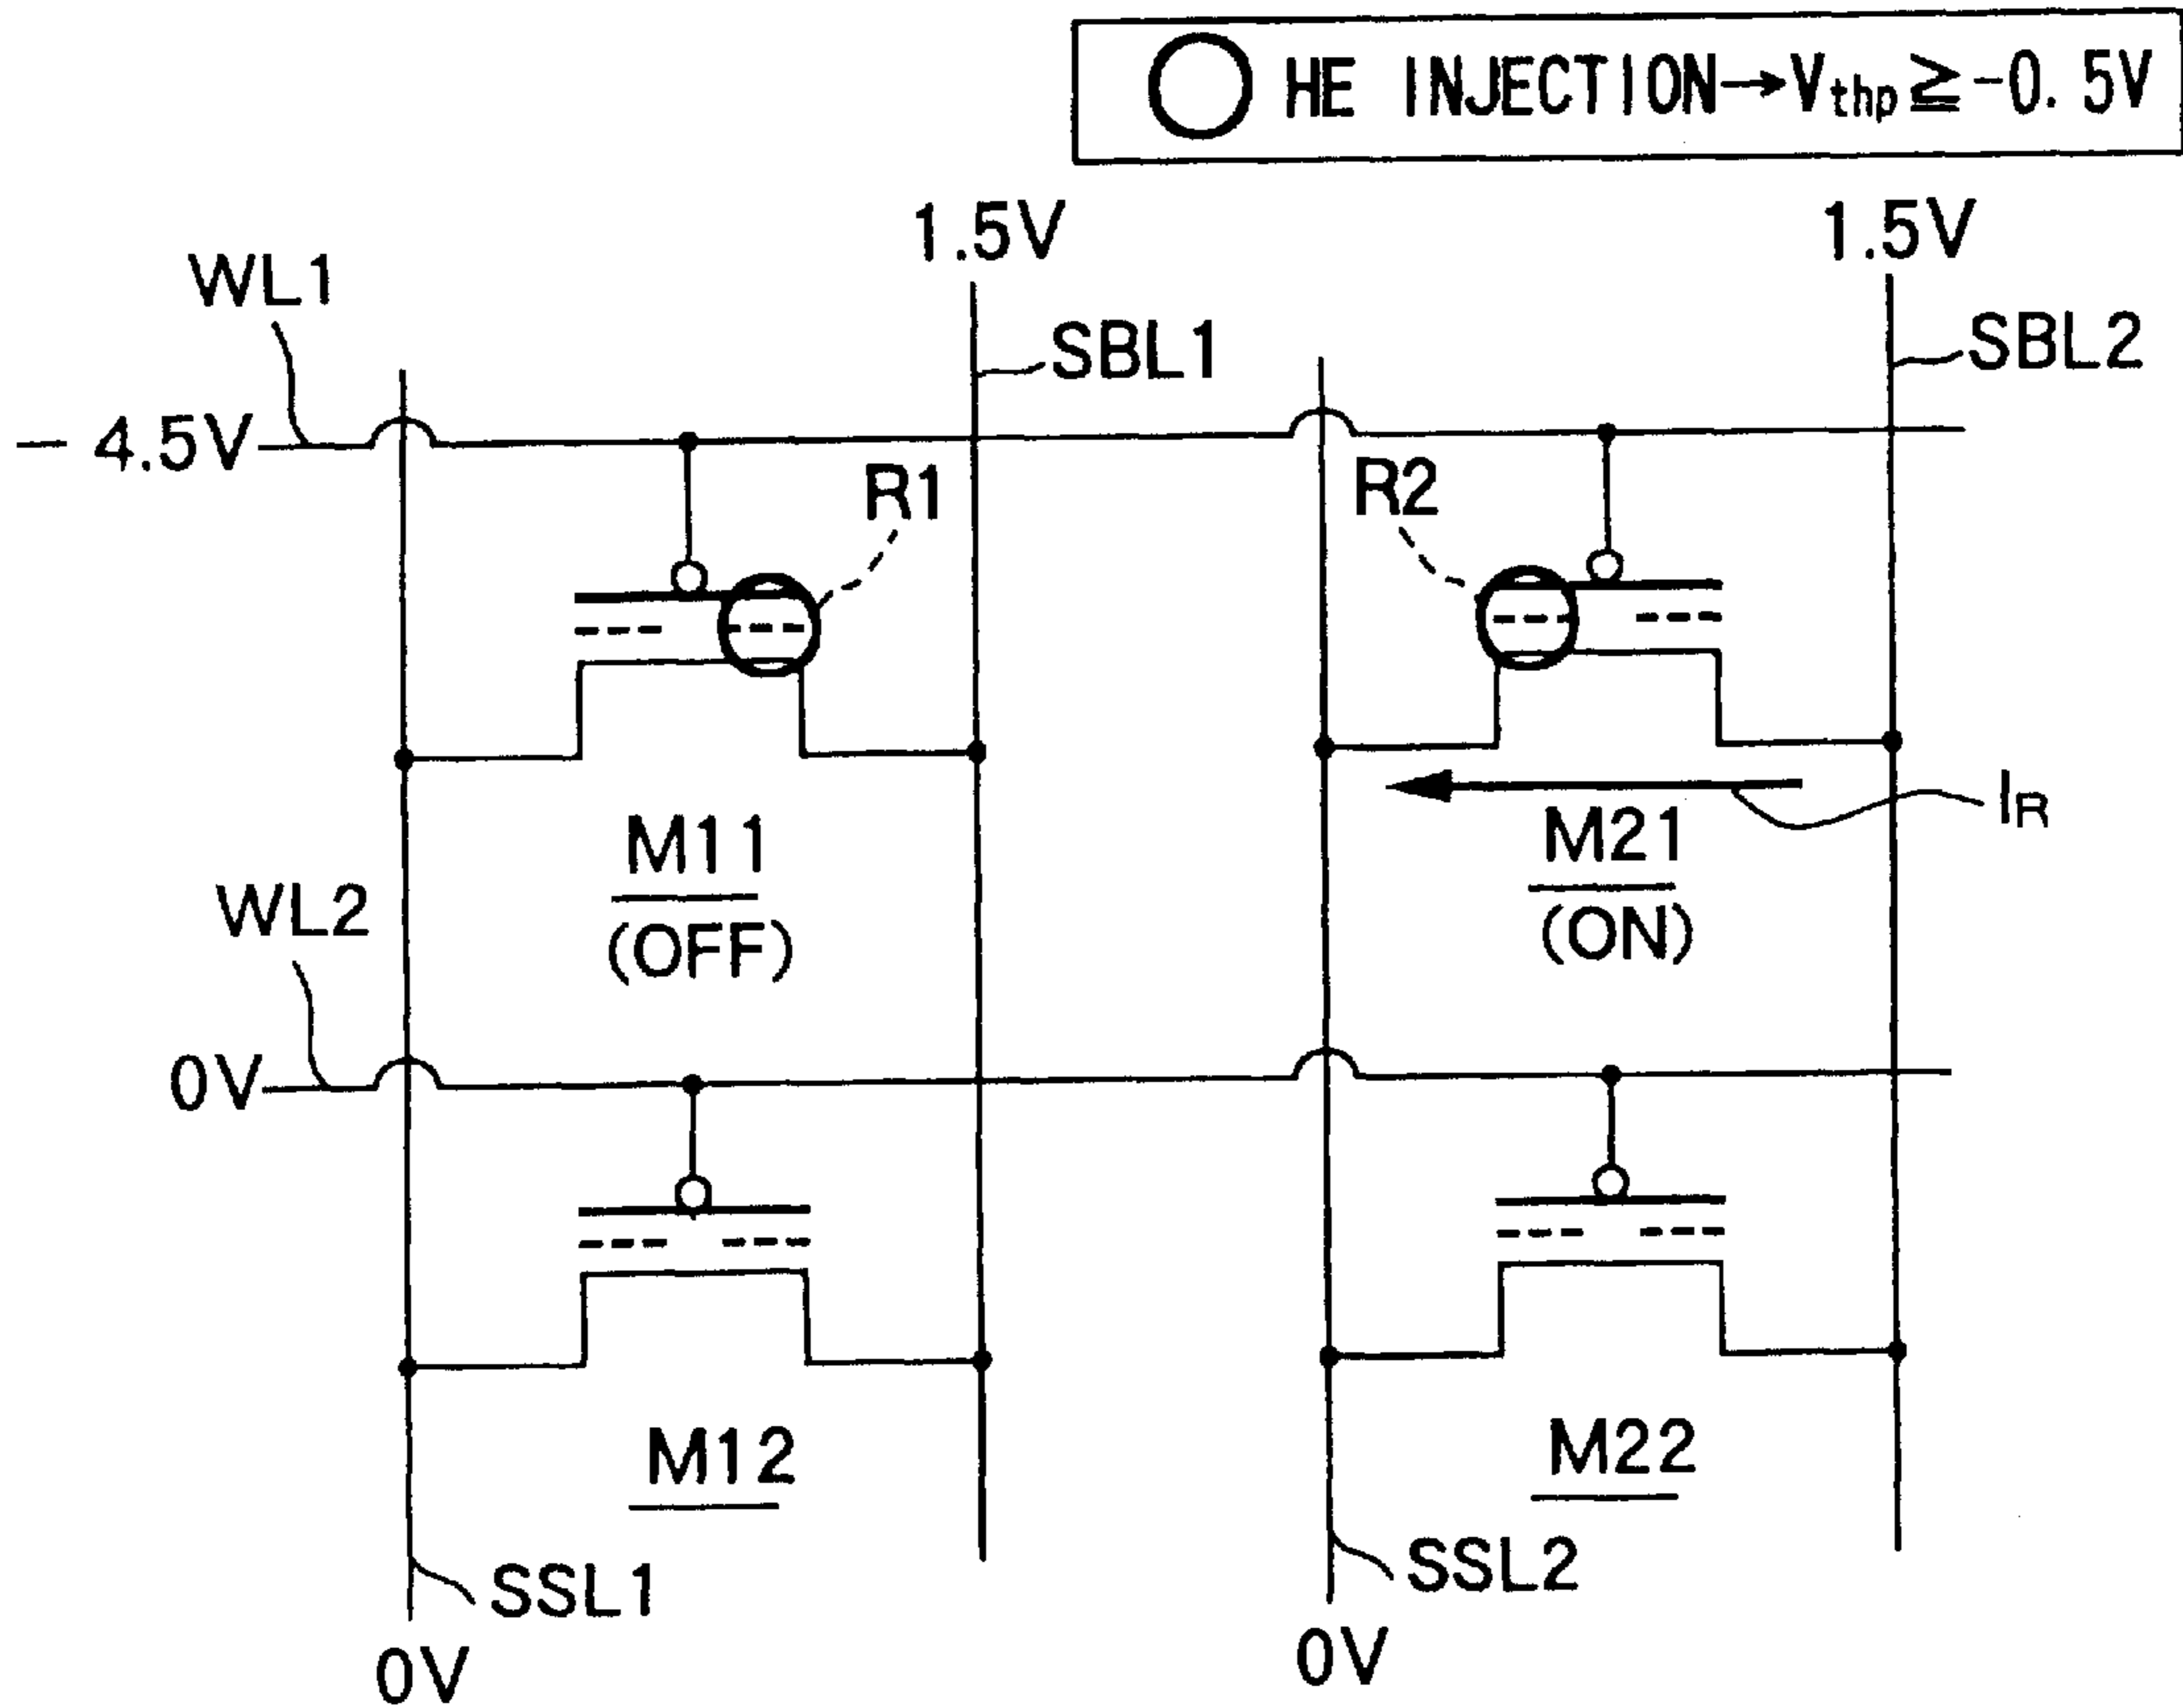 HE INJECTION→Vthp≧-0.5V
1.5V
1.5V
WL1
SBL1
SBL2
- 4.5V
R1
R2
IR
M11
(OFF)
M21
(ON)
WL2
0V
M12
M22
SSL1
SSL2
0V
0V